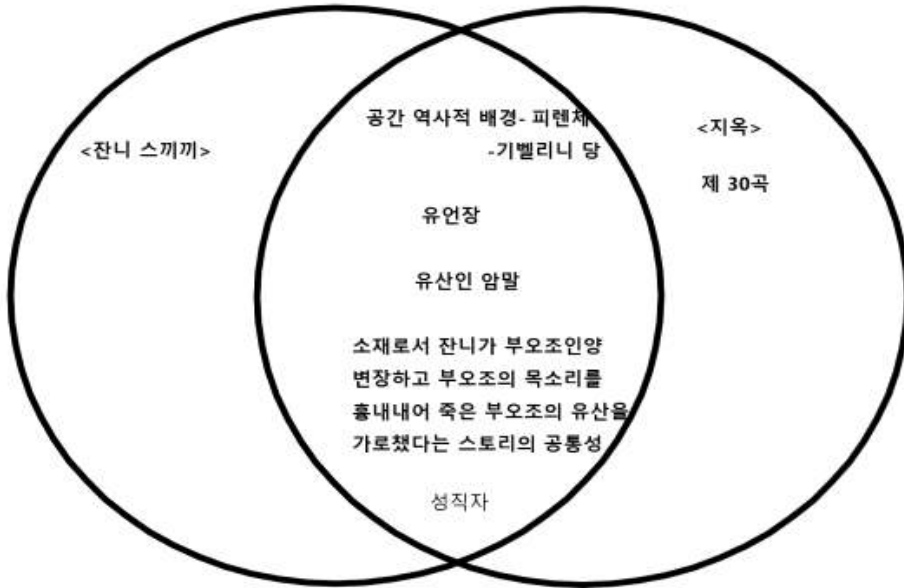 <잔니 스끼끼>
공간 역사적 배경- 피렌체
-기벨리니 당
유언장
유산인 암말
소재로서 잔니가 부오조인양
변장하고 부오조의 목소리를
흉내내어 죽은 부오조의 유산을
가로챘다는 스토리의 공통성
성직자
<지옥>
제 30곡